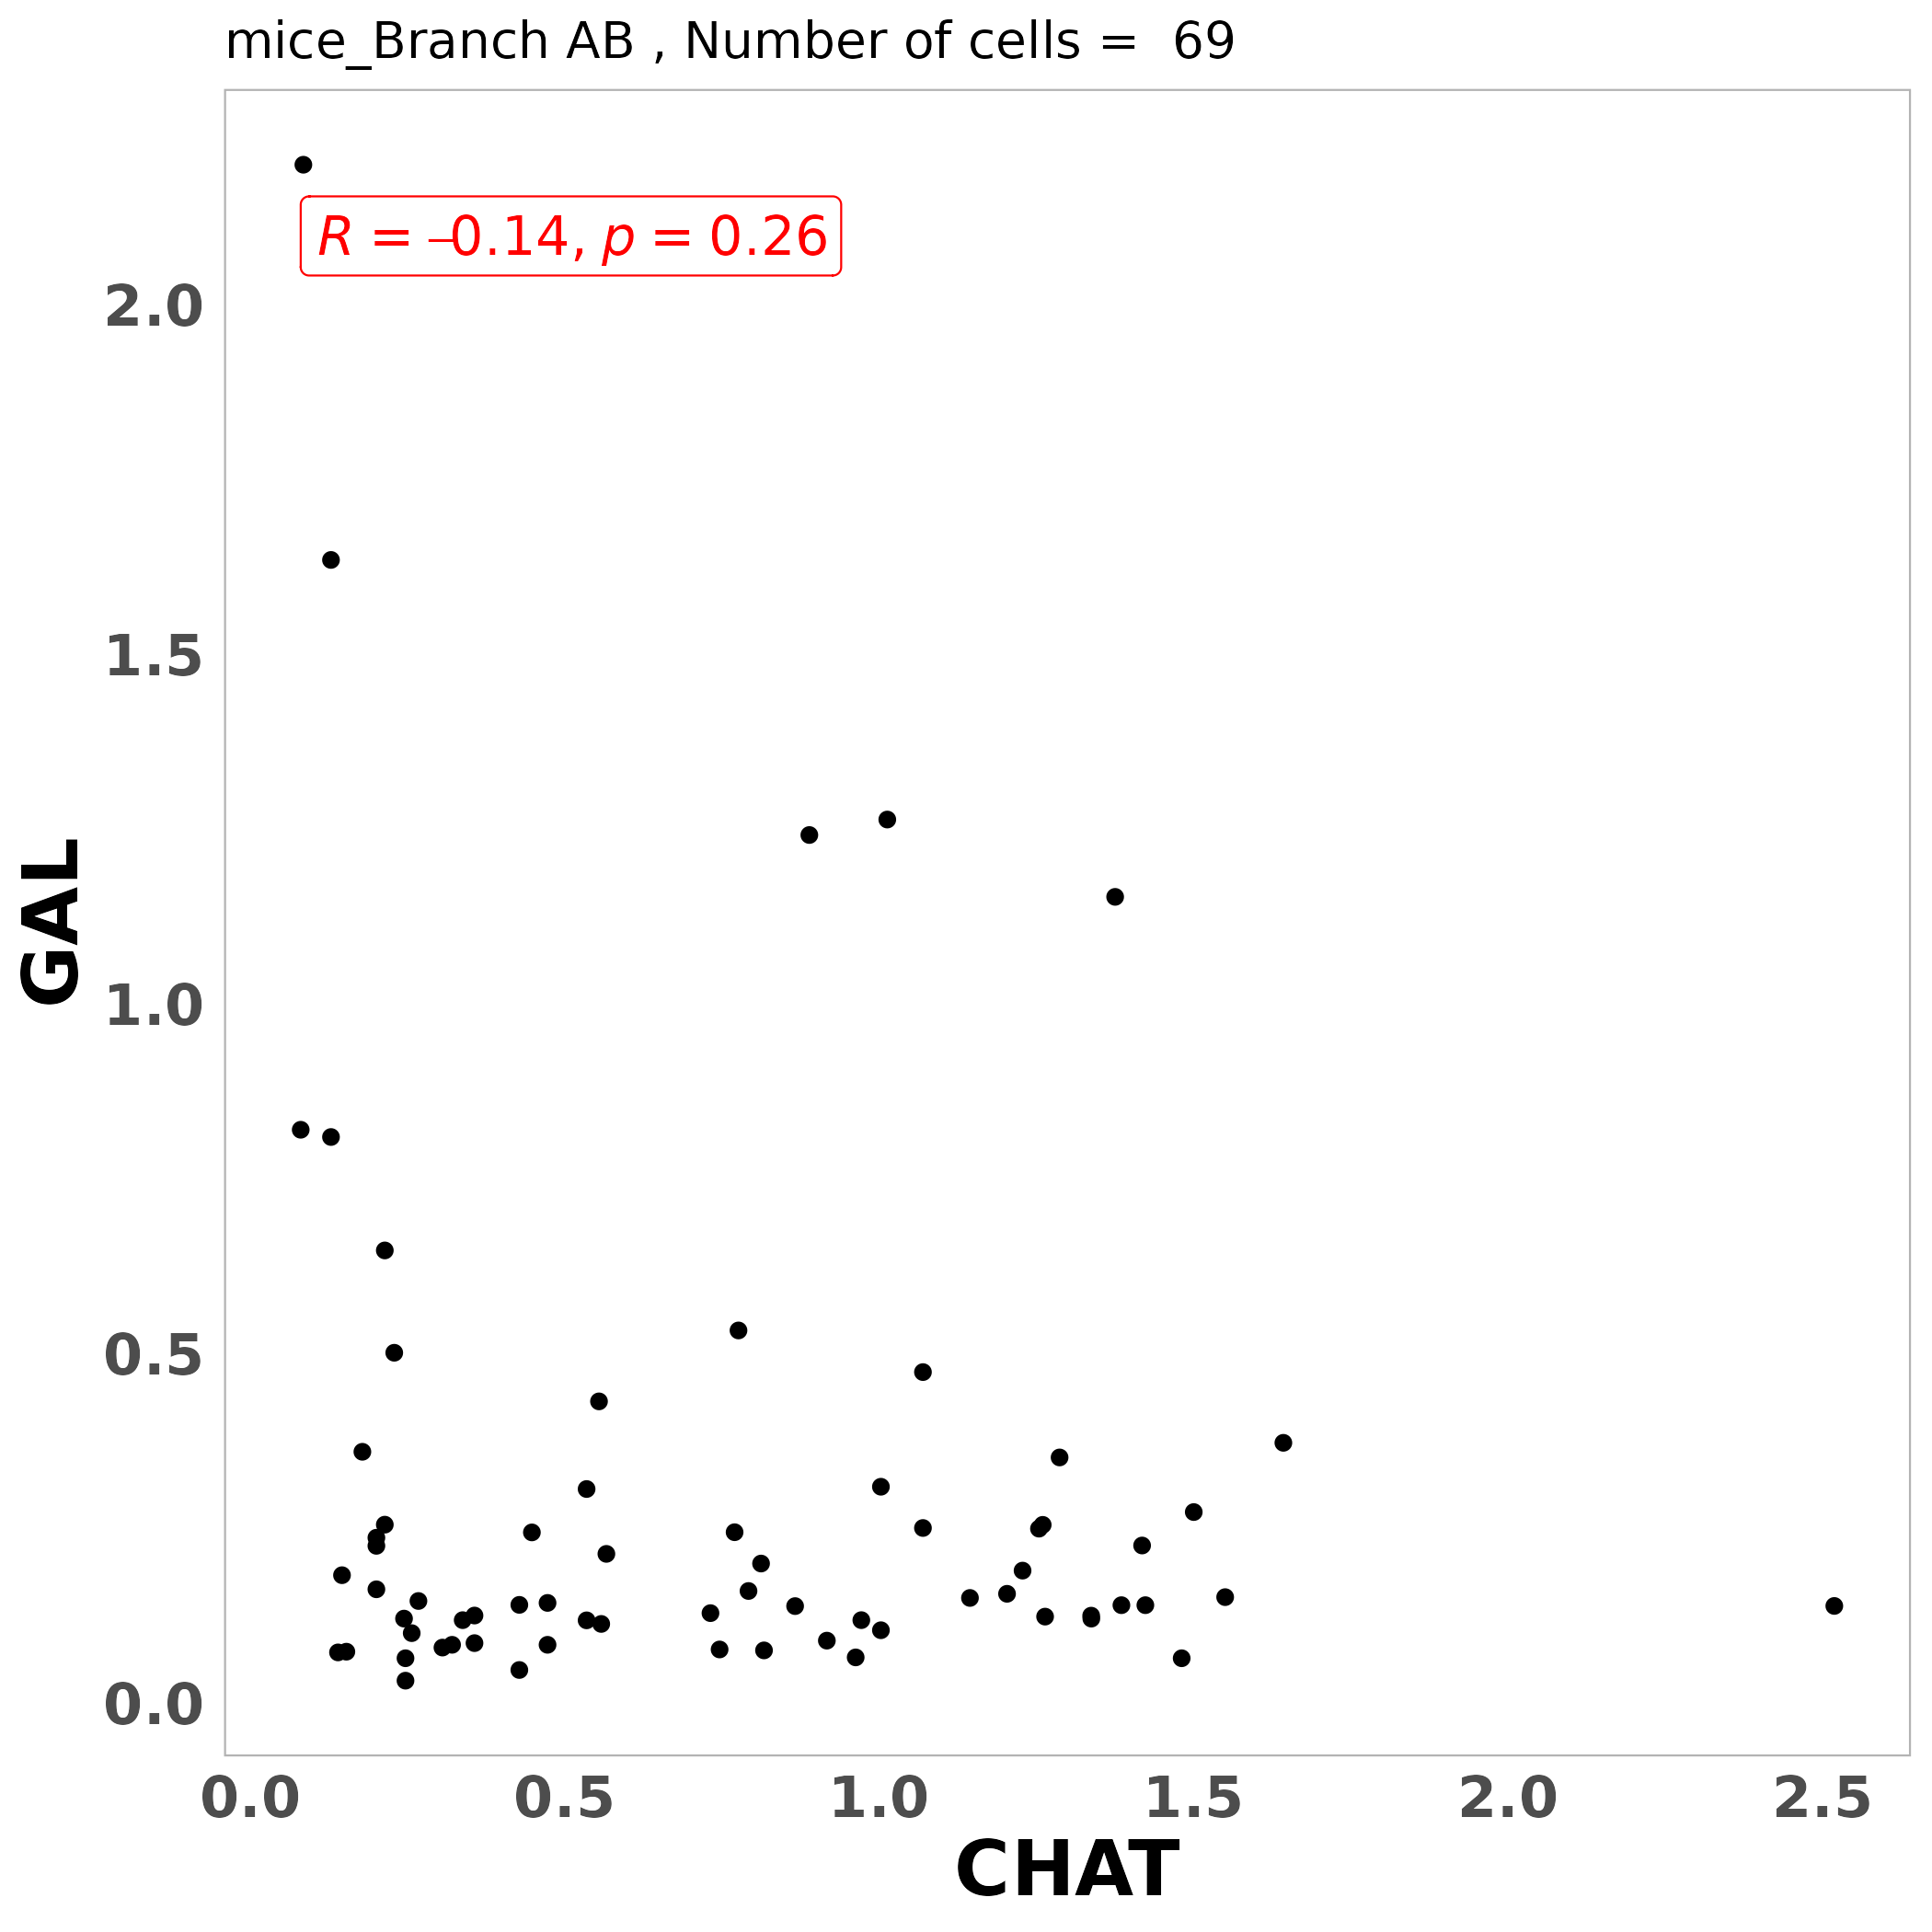 mice_Branch AB , Number of cells =  69
R = –0.14, p = 0.26
2.0
1.5
1.0
0.5
0.0
GAL
0.0 0.5 1.0 1.5 2.0 2.5
CHAT